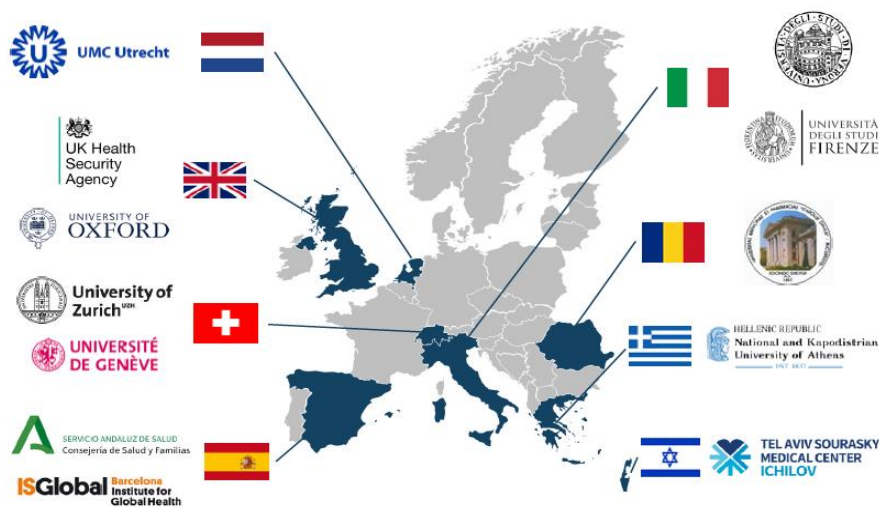 UMC Utrecht
UK Health
Security
Agency
UNIVERSITY OF
OXFORD
University of
Zurich UZH
UNIVERSITÉ
DE GENÈVE
SERVICIO ANDALUZ DE SALUD
Consejería de Salud y Familias
ISGlobal Barcelona
Institute for
Global Health
UNIVERSITÀ
DEGLI STUDI
FIRENZE
HELLENIC REPUBLIC
National and Kapodistrian
University of Athens
EST. 1837
TEL AVIV SOURASKY
MEDICAL CENTER
ICHILOV